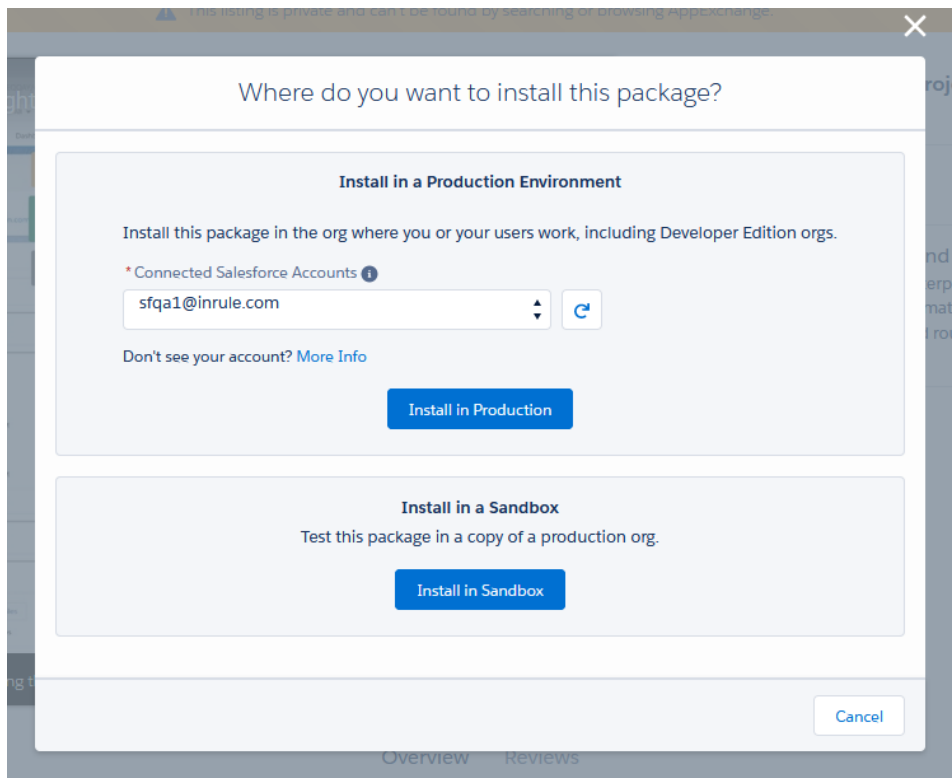 This listing is private and can't be found by searching or browsing AppExchange.
Where do you want to install this package?
Install in a Production Environment
Install this package in the org where you or your users work, including Developer Edition orgs.
* Connected Salesforce Accounts
sfqa1@inrule.com
Don't see your account? More Info
Install in Production
Install in a Sandbox
Test this package in a copy of a production org.
Install in Sandbox
Cancel
Overview Reviews